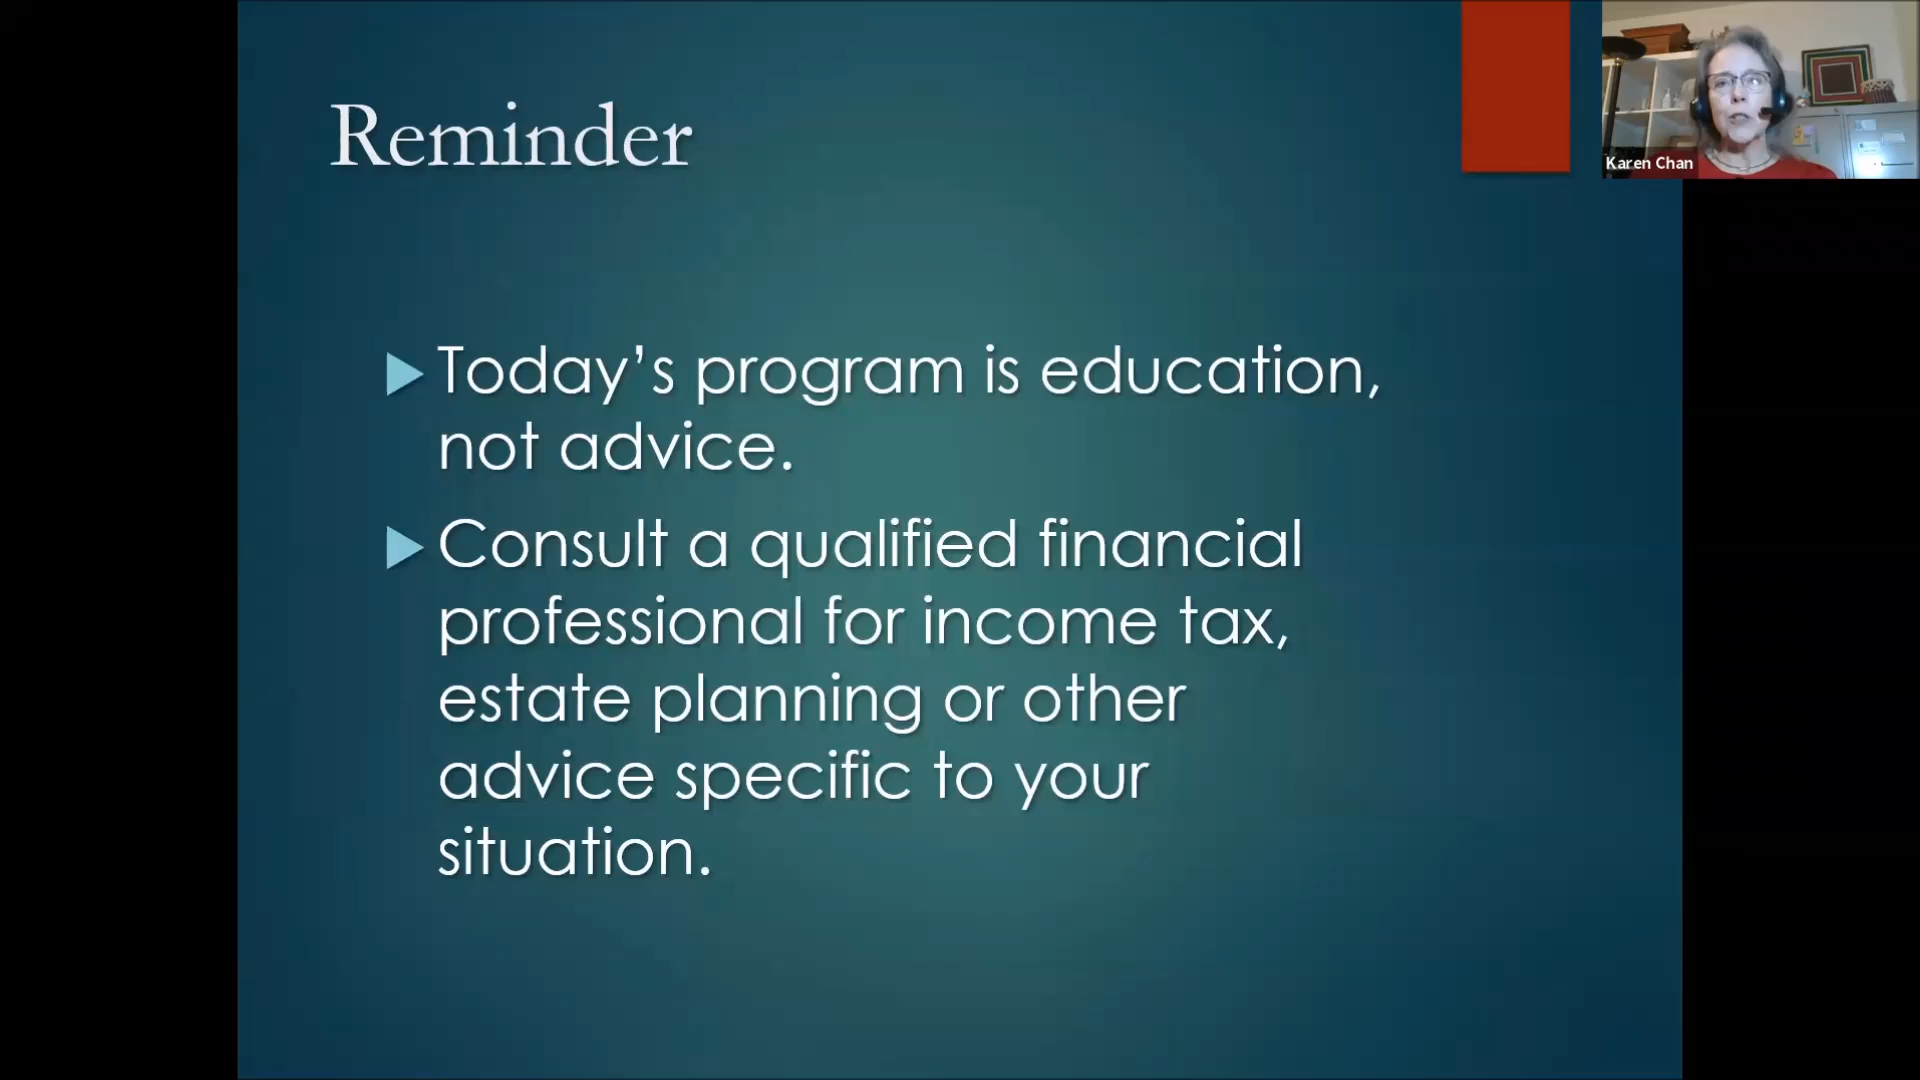 Reminder
Today’s program is education,
not advice.
Consult a qualified financial
professional for income tax,
estate planning or other
advice specific to your
situation.
Karen Chan